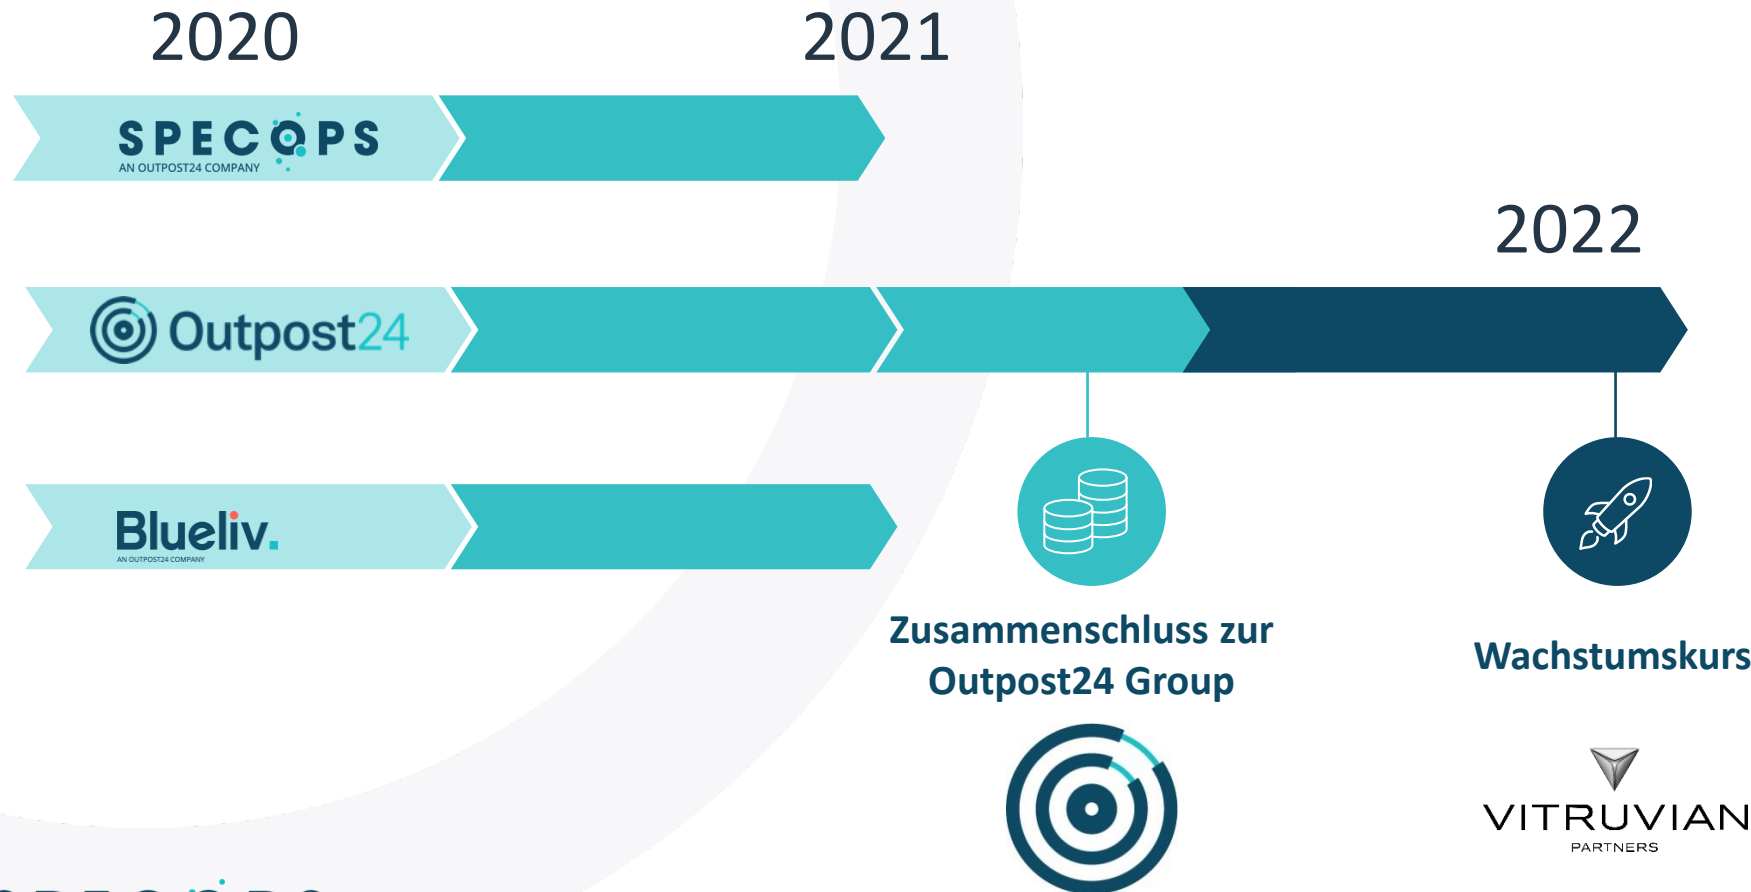 2020
2021
SPECOPS
AN OUTPOST24 COMPANY
2022
Outpost24
Blueliv.
AN OUTPOST24 COMPANY
Zusammenschluss zur
Outpost24 Group
Wachstumskurs
VITRUVIAN
PARTNERS